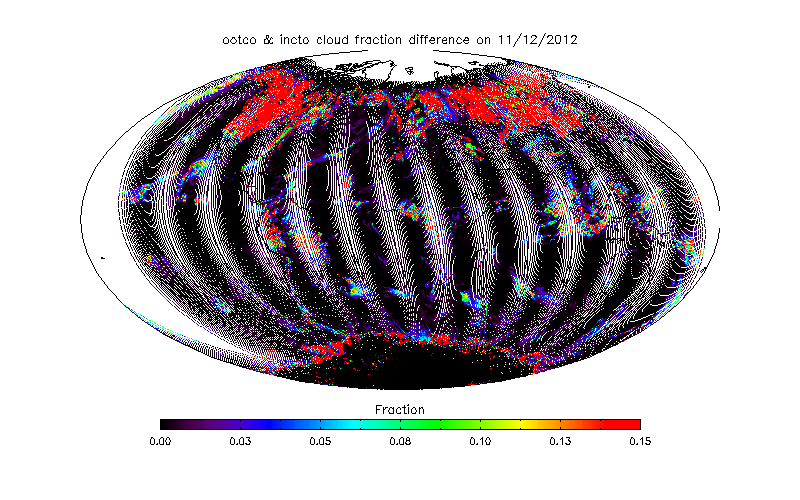 ootco & incto cloud fraction difference on 11/12/2012
Fraction
0.00 0.03 0.05 0.08 0.10 0.13 0.15